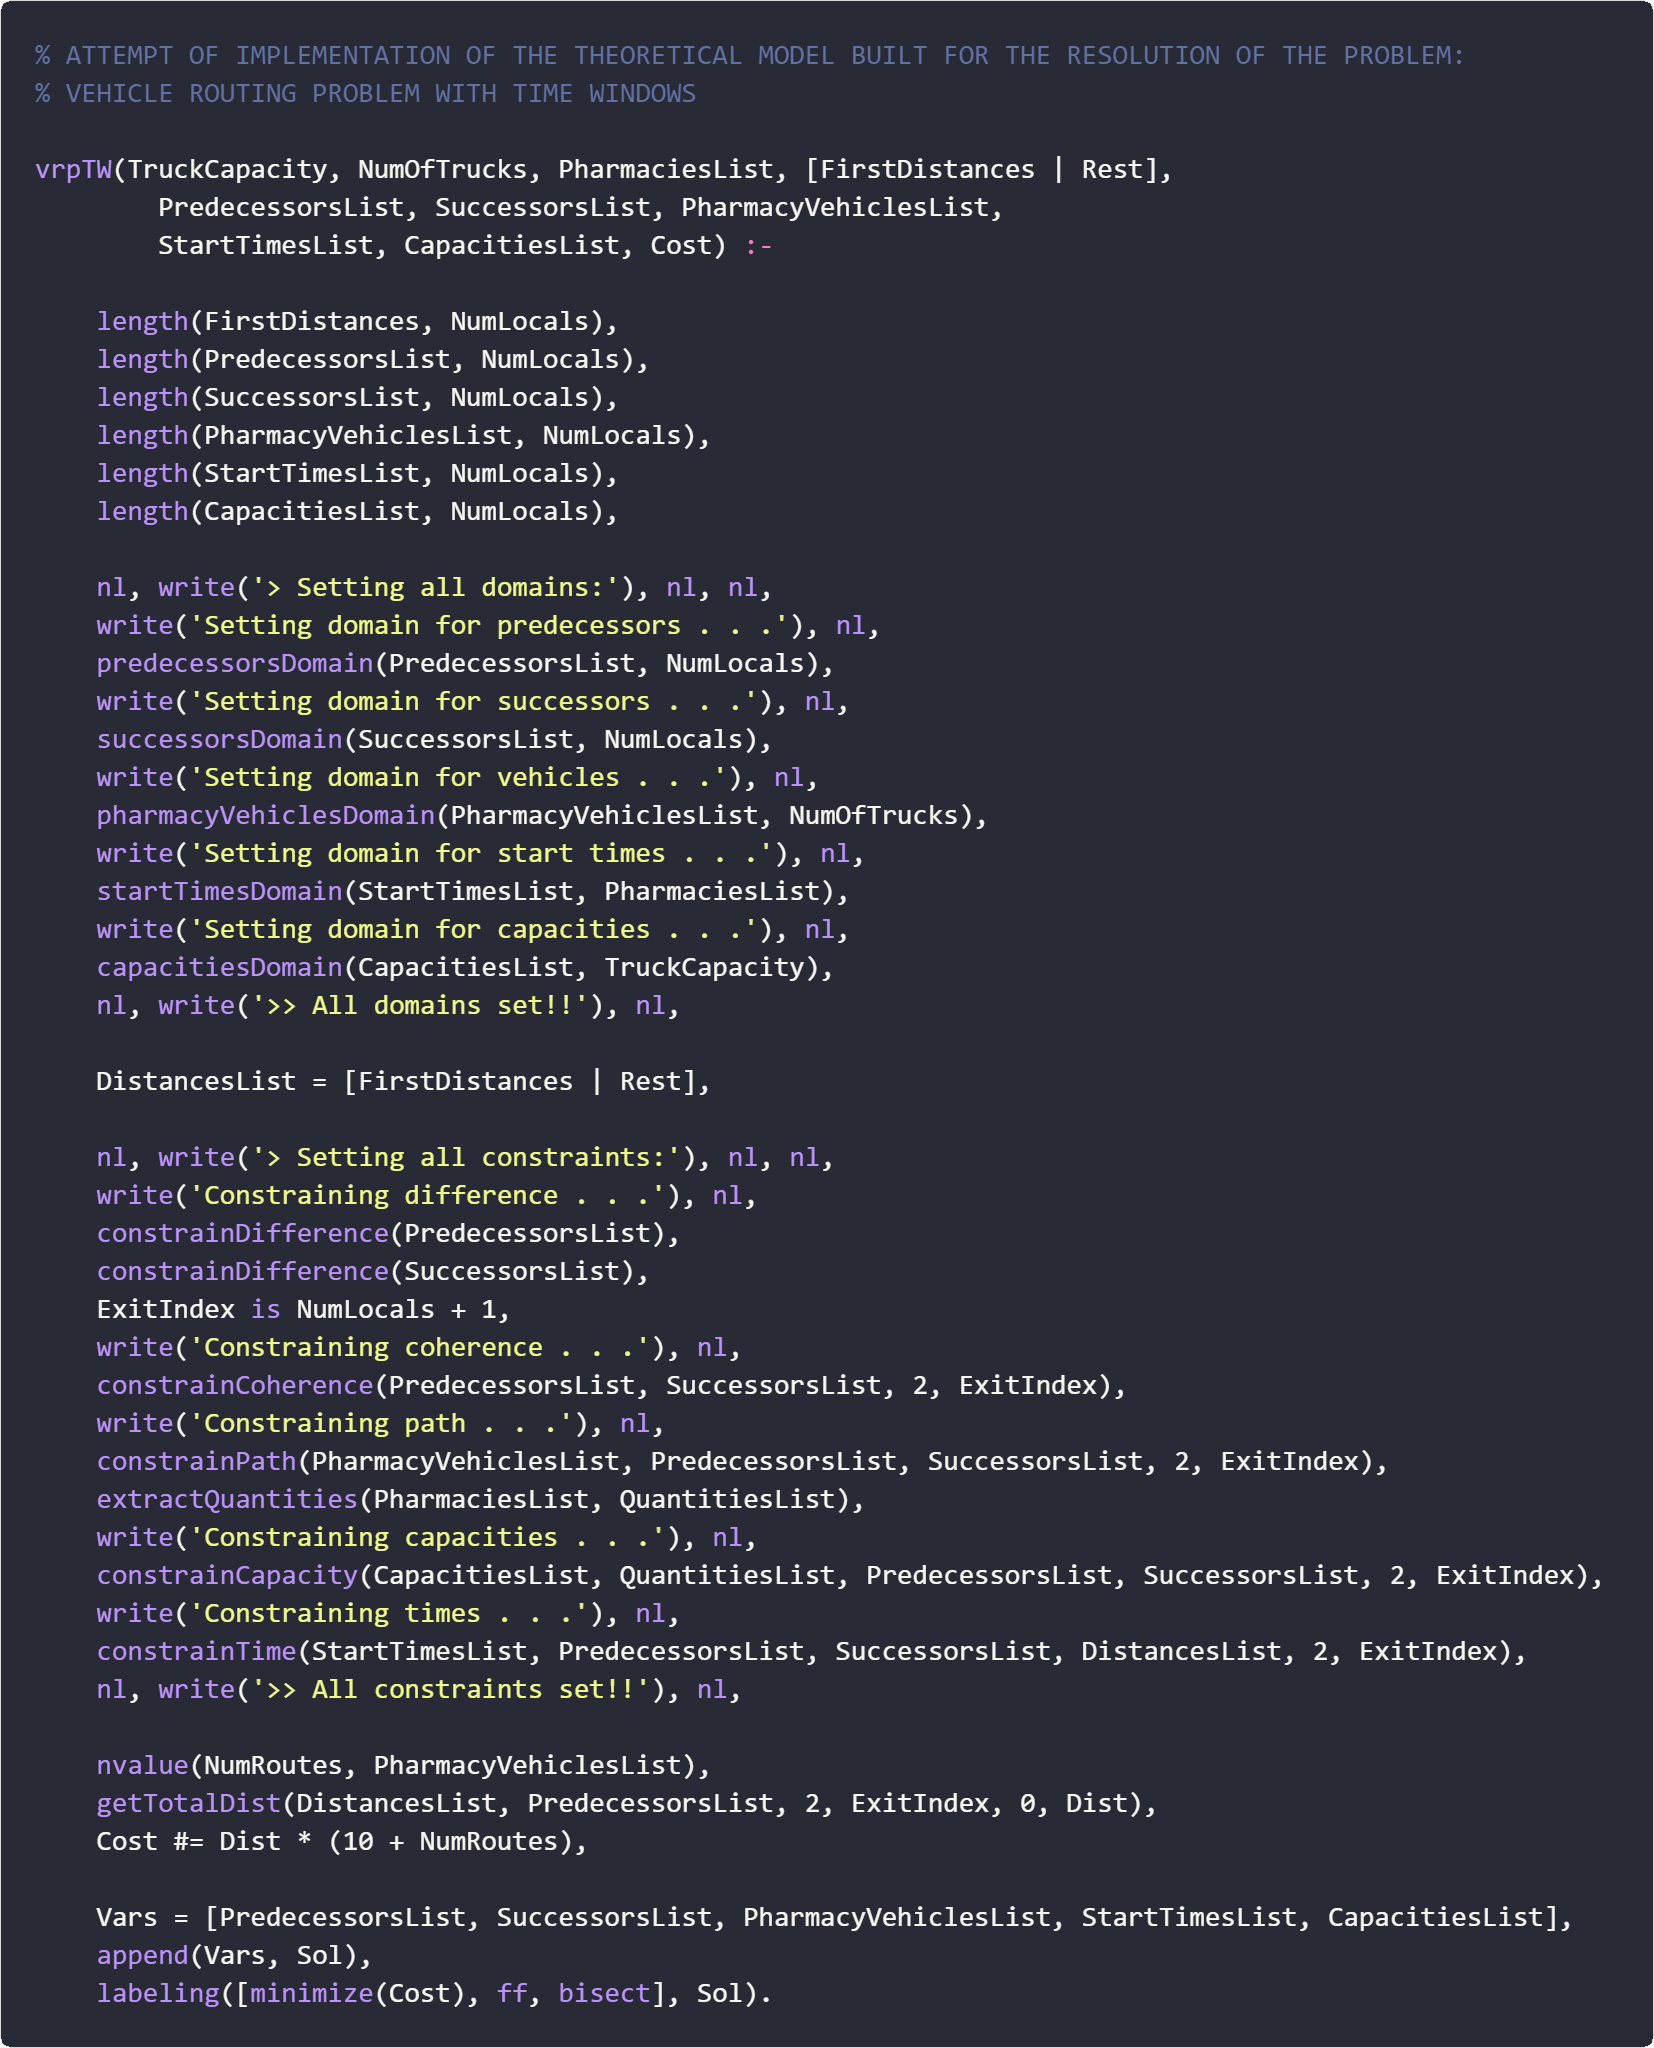 % ATTEMPT OF IMPLEMENTATION OF THE THEORETICAL MODEL BUILT FOR THE RESOLUTION OF THE PROBLEM:
% VEHICLE ROUTING PROBLEM WITH TIME WINDOWS

vrpTW(TruckCapacity, NumOfTrucks, PharmaciesList, [FirstDistances | Rest],
        PredecessorsList, SuccessorsList, PharmacyVehiclesList,
        StartTimesList, CapacitiesList, Cost) :-

    length(FirstDistances, NumLocals),
    length(PredecessorsList, NumLocals),
    length(SuccessorsList, NumLocals),
    length(PharmacyVehiclesList, NumLocals),
    length(StartTimesList, NumLocals),
    length(CapacitiesList, NumLocals),

    nl, write('> Setting all domains:'), nl, nl,
    write('Setting domain for predecessors . . .'), nl,
    predecessorsDomain(PredecessorsList, NumLocals),
    write('Setting domain for successors . . .'), nl,
    successorsDomain(SuccessorsList, NumLocals),
    write('Setting domain for vehicles . . .'), nl,
    pharmacyVehiclesDomain(PharmacyVehiclesList, NumOfTrucks),
    write('Setting domain for start times . . .'), nl,
    startTimesDomain(StartTimesList, PharmaciesList),
    write('Setting domain for capacities . . .'), nl,
    capacitiesDomain(CapacitiesList, TruckCapacity),
    nl, write('>> All domains set!!'), nl,

    DistancesList = [FirstDistances | Rest],

    nl, write('> Setting all constraints:'), nl, nl,
    write('Constraining difference . . .'), nl,
    constrainDifference(PredecessorsList),
    constrainDifference(SuccessorsList),
    ExitIndex is NumLocals + 1,
    write('Constraining coherence . . .'), nl,
    constrainCoherence(PredecessorsList, SuccessorsList, 2, ExitIndex),
    write('Constraining path . . .'), nl,
    constrainPath(PharmacyVehiclesList, PredecessorsList, SuccessorsList, 2, ExitIndex),
    extractQuantities(PharmaciesList, QuantitiesList),
    write('Constraining capacities . . .'), nl,
    constrainCapacity(CapacitiesList, QuantitiesList, PredecessorsList, SuccessorsList, 2, ExitIndex),
    write('Constraining times . . .'), nl,
    constrainTime(StartTimesList, PredecessorsList, SuccessorsList, DistancesList, 2, ExitIndex),
    nl, write('>> All constraints set!!'), nl,

    nvalue(NumRoutes, PharmacyVehiclesList),
    getTotalDist(DistancesList, PredecessorsList, 2, ExitIndex, 0, Dist),
    Cost #= Dist * (10 + NumRoutes),

    Vars = [PredecessorsList, SuccessorsList, PharmacyVehiclesList, StartTimesList, CapacitiesList],
    append(Vars, Sol),
    labeling([minimize(Cost), ff, bisect], Sol).